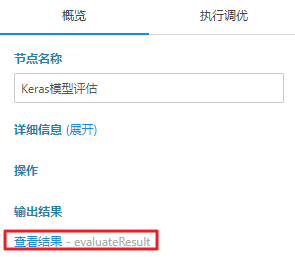 概览 执行调优
节点名称
Keras模型评估
详细信息 (展开)
操作
输出结果
查看结果 - evaluateResult